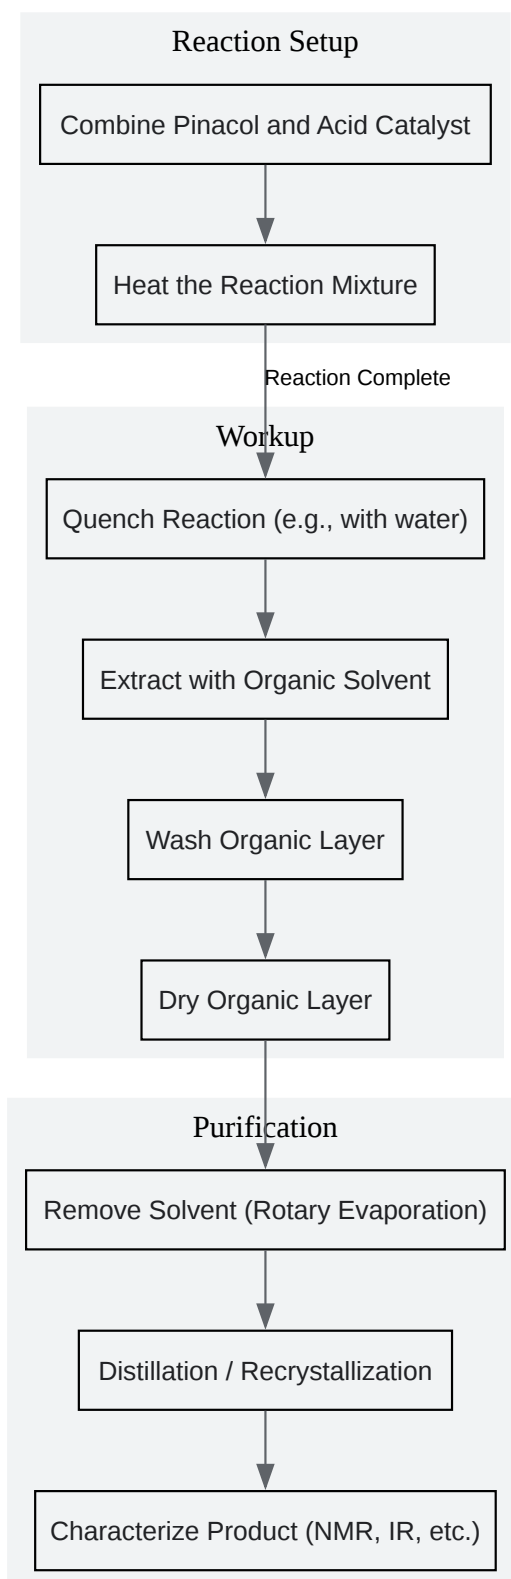 Reaction Setup
Combine Pinacol and Acid Catalyst
Heat the Reaction Mixture
Reaction Complete
Workup
Quench Reaction (e.g., with water)
Extract with Organic Solvent
Wash Organic Layer
Dry Organic Layer
Purification
Remove Solvent (Rotary Evaporation)
Distillation / Recrystallization
Characterize Product (NMR, IR, etc.)